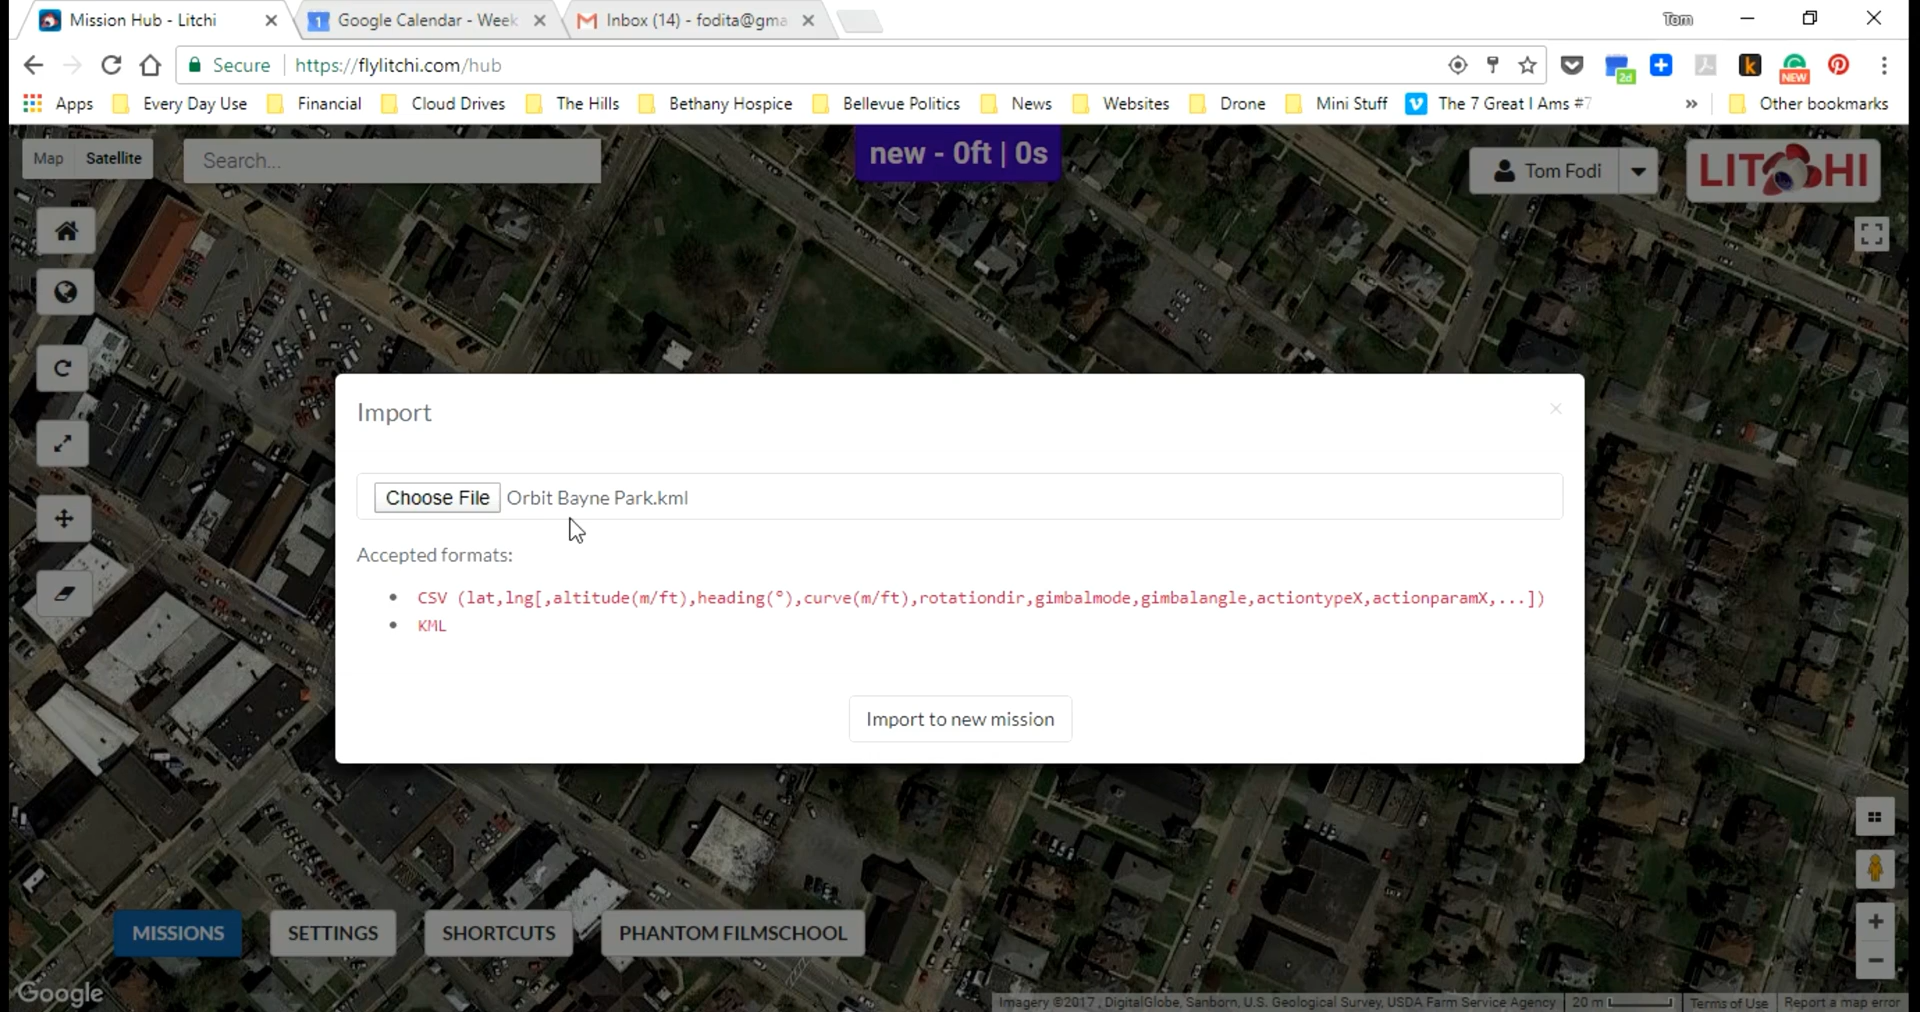 Mission Hub - Litchi
Google Calendar - Week
Inbox (14) - fodita@gma
Tom
Secure
https://flylitchi.com/hub
2d
k
NEW
Apps
Every Day Use
Financial
Cloud Drives
The Hills
Bethany Hospice
Bellevue Politics
News
Websites
Drone
Mini Stuff
The 7 Great I Ams #7
»
Other bookmarks
Map
Satellite
Search...
new - 0ft | 0s
Tom Fodi
LITCHI
Import
Choose File
Orbit Bayne Park.kml
Accepted formats:
• CSV (lat,lng[,altitude(m/ft),heading(°),curve(m/ft),rotationdir,gimbalmode,gimbalangle,actiontypeX,actionparamX,...])
• KML
Import to new mission
MISSIONS
SETTINGS
SHORTCUTS
PHANTOM FILMSCHOOL
Google
Imagery ©2017 , DigitalGlobe, Sanborn, U.S. Geological Survey, USDA Farm Service Agency
20 m
Terms of Use
Report a map error